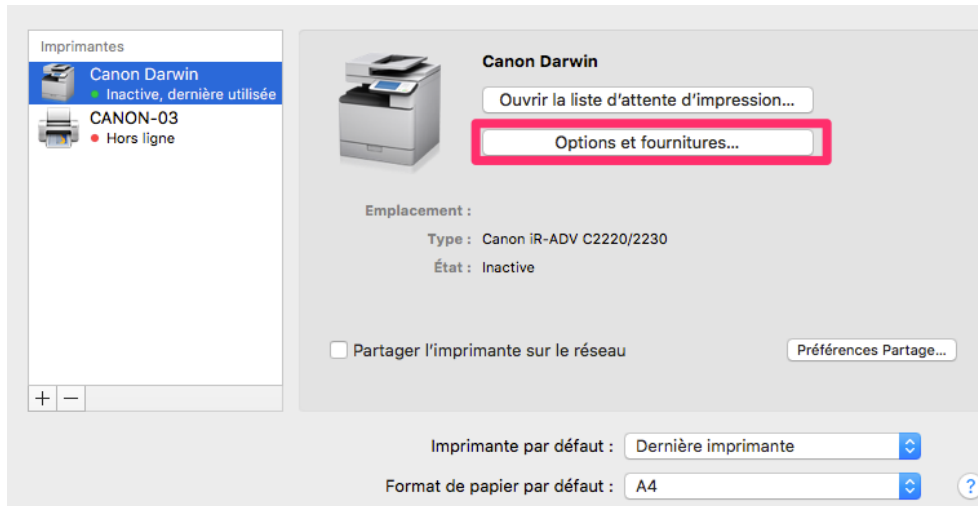 Imprimantes
Canon Darwin
Inactive, dernière utilisée
CANON-03
Hors ligne
+ −
Canon Darwin
Ouvrir la liste d'attente d'impression...
Options et fournitures...
Emplacement :
Type : Canon iR-ADV C2220/2230
État : Inactive
Partager l'imprimante sur le réseau
Préférences Partage...
Imprimante par défaut : Dernière imprimante
Format de papier par défaut : A4
?